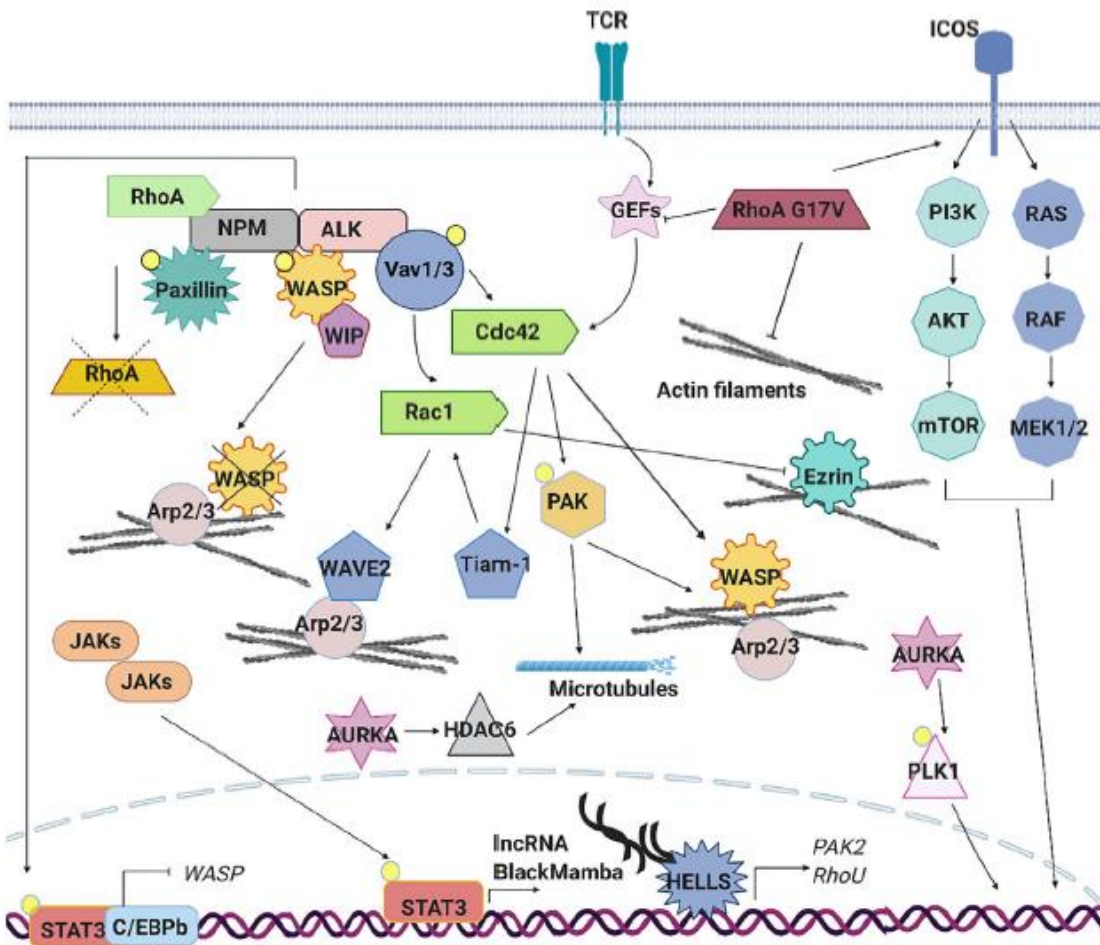 TCR
ICOS
RhoA
NPM
ALK
GEFs
RhoA G17V
PI3K
RAS
Paxillin
WASP
Vav1/3
WIP
Cdc42
AKT
RAF
RhoA
Actin filaments
Rac1
mTOR
MEK1/2
WASP
Ezrin
Arp2/3
PAK
WAVE2
Tiam-1
WASP
Arp2/3
Arp2/3
JAKs
JAKs
AURKA
Microtubules
AURKA
HDAC6
PLK1
lncRNA
BlackMamba
PAK2
RhoU
WASP
HELLS
STAT3
STAT3
C/EBPb